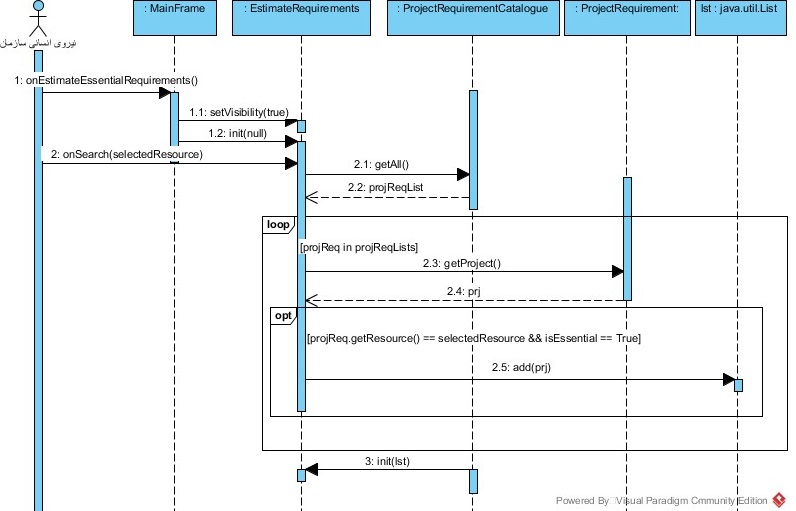 : MainFrame
: EstimateRequirements
: ProjectRequirementCatalogue
: ProjectRequirement:
lst : java.util.List
نیروی انسانی سازمان
1: onEstimateEssentialRequirements()
1.1: setVisibility(true)
1.2: init(null)
2: onSearch(selectedResource)
2.1: getAll()
2.2: projReqList
loop
[projReq in projReqLists]
2.3: getProject()
2.4: prj
opt
[projReq.getResource() == selectedResource && isEssential == True]
2.5: add(prj)
3: init(lst)
Powered By Visual Paradigm Cmmunity Edition